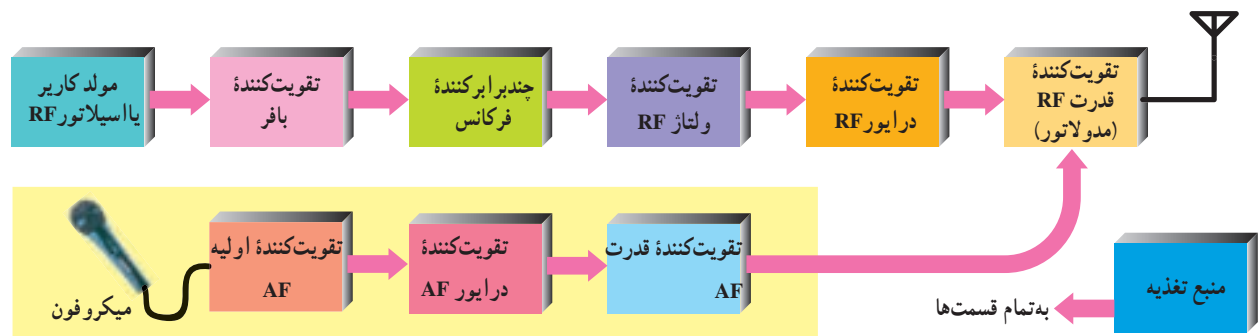 مولد کاریر
یا اسیلاتور RF
تقویت‌کنندهٔ
بافر
چندبرابرکنندهٔ
فرکانس
تقویت‌کنندهٔ
ولتاژ RF
تقویت‌کنندهٔ
درایور RF
تقویت‌کنندهٔ
قدرت RF
(مدولاتور)
میکروفون
تقویت‌کنندهٔ اولیه
AF
تقویت‌کنندهٔ
درایور AF
تقویت‌کنندهٔ قدرت
AF
منبع تغذیه
به‌تمام قسمت‌ها